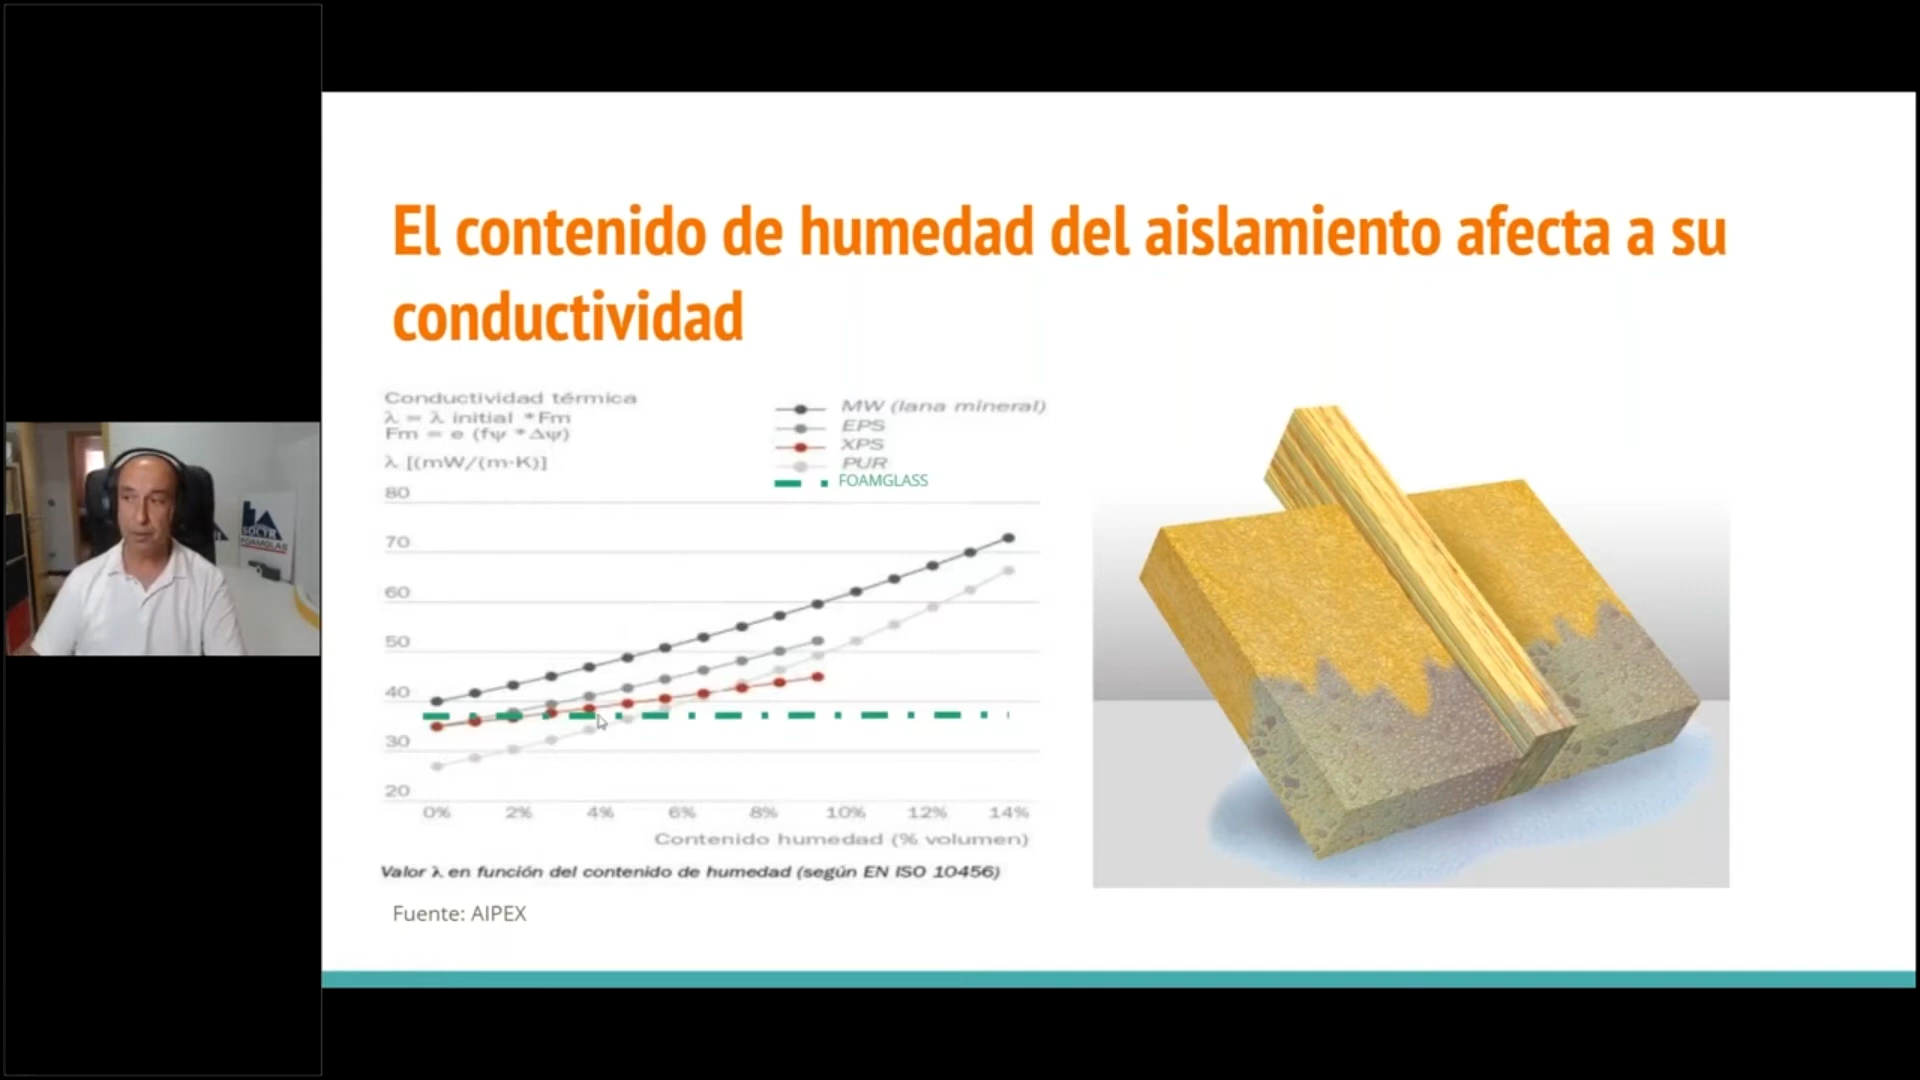 El contenido de humedad del aislamiento afecta a su
conductividad
Conductividad térmica
λ = λ initial *Fm
Fm = e (fψ *Δψ)
λ [(mW/(m·K)]
MW (lana mineral)
EPS
XPS
PUR
FOAMGLASS
80
70
60
50
40
30
20
0% 2% 4% 6% 8% 10% 12% 14%
Contenido humedad (% volumen)
Valor λ en función del contenido de humedad (según EN ISO 10456)
Fuente: AIPEX
SOCYR
FOAMGLAS